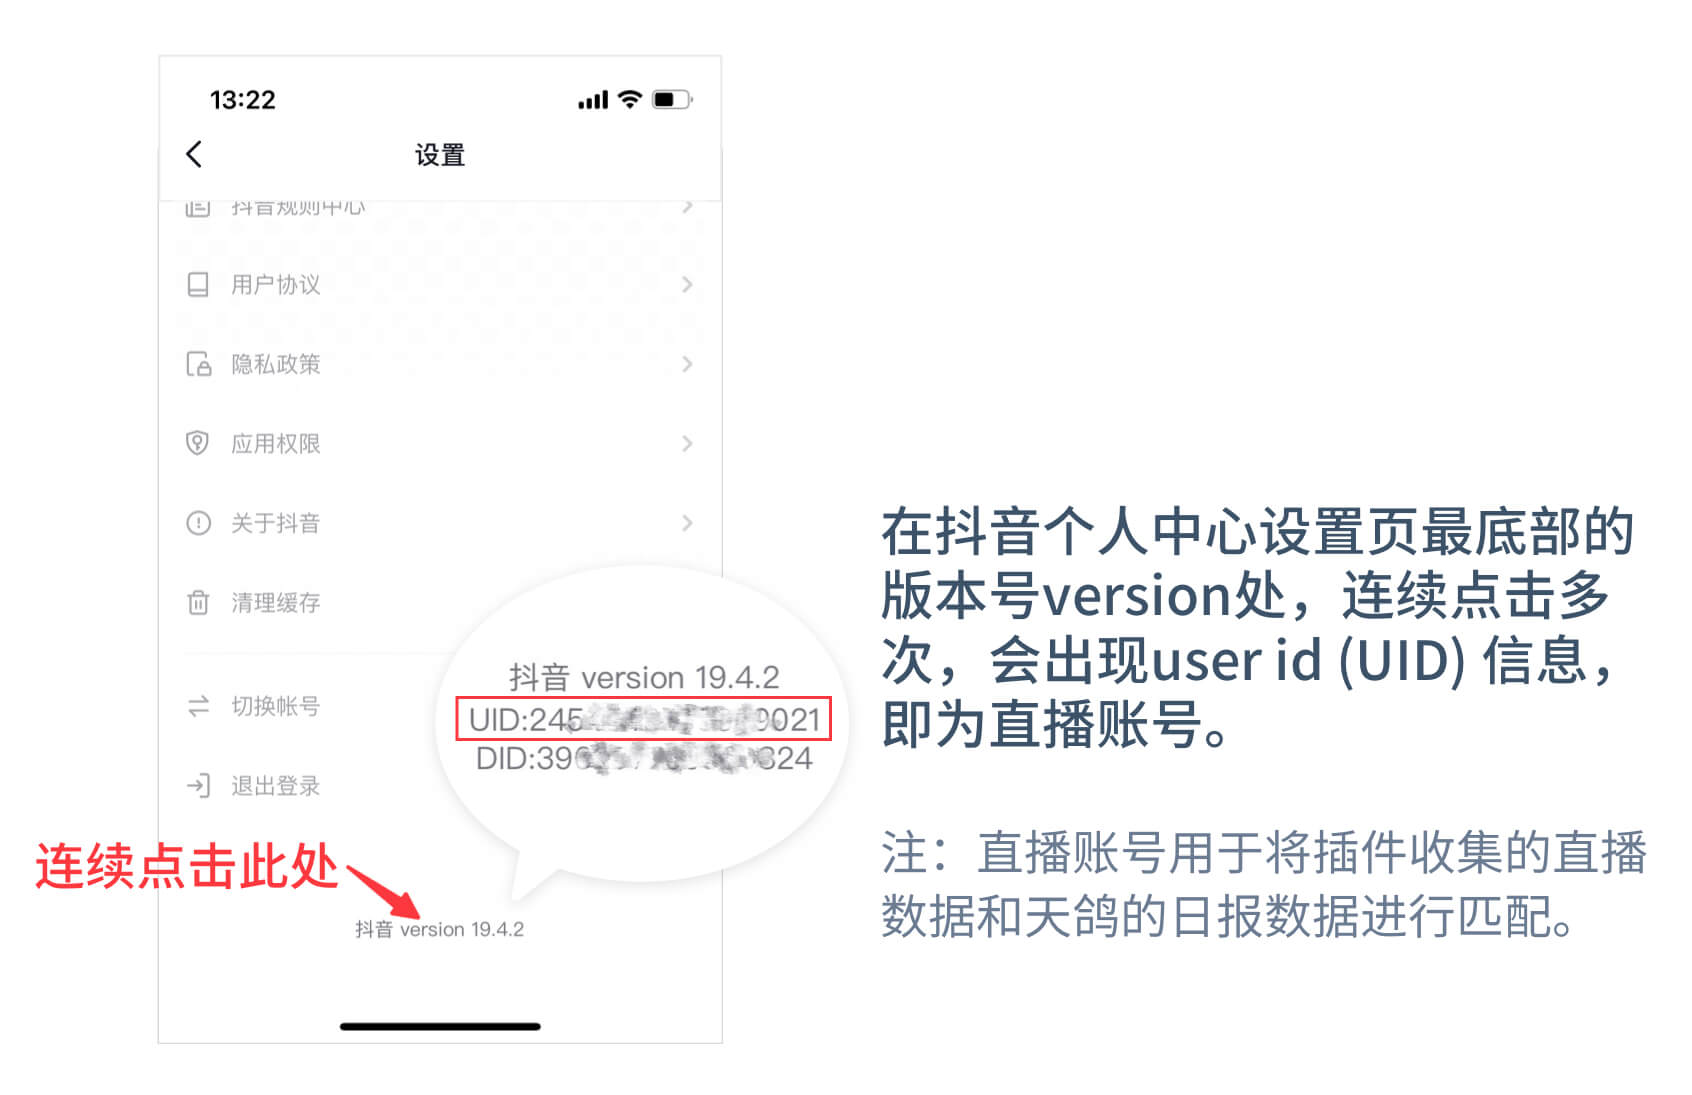 13:22
设置
抖音规则中心
用户协议
隐私政策
应用权限
关于抖音
清理缓存
切换帐号
退出登录
抖音 version 19.4.2
UID:245 9021
DID:396 324
连续点击此处
抖音 version 19.4.2
在抖音个人中心设置页最底部的
版本号version处，连续点击多
次，会出现user id (UID) 信息，
即为直播账号。
注：直播账号用于将插件收集的直播
数据和天鸽的日报数据进行匹配。